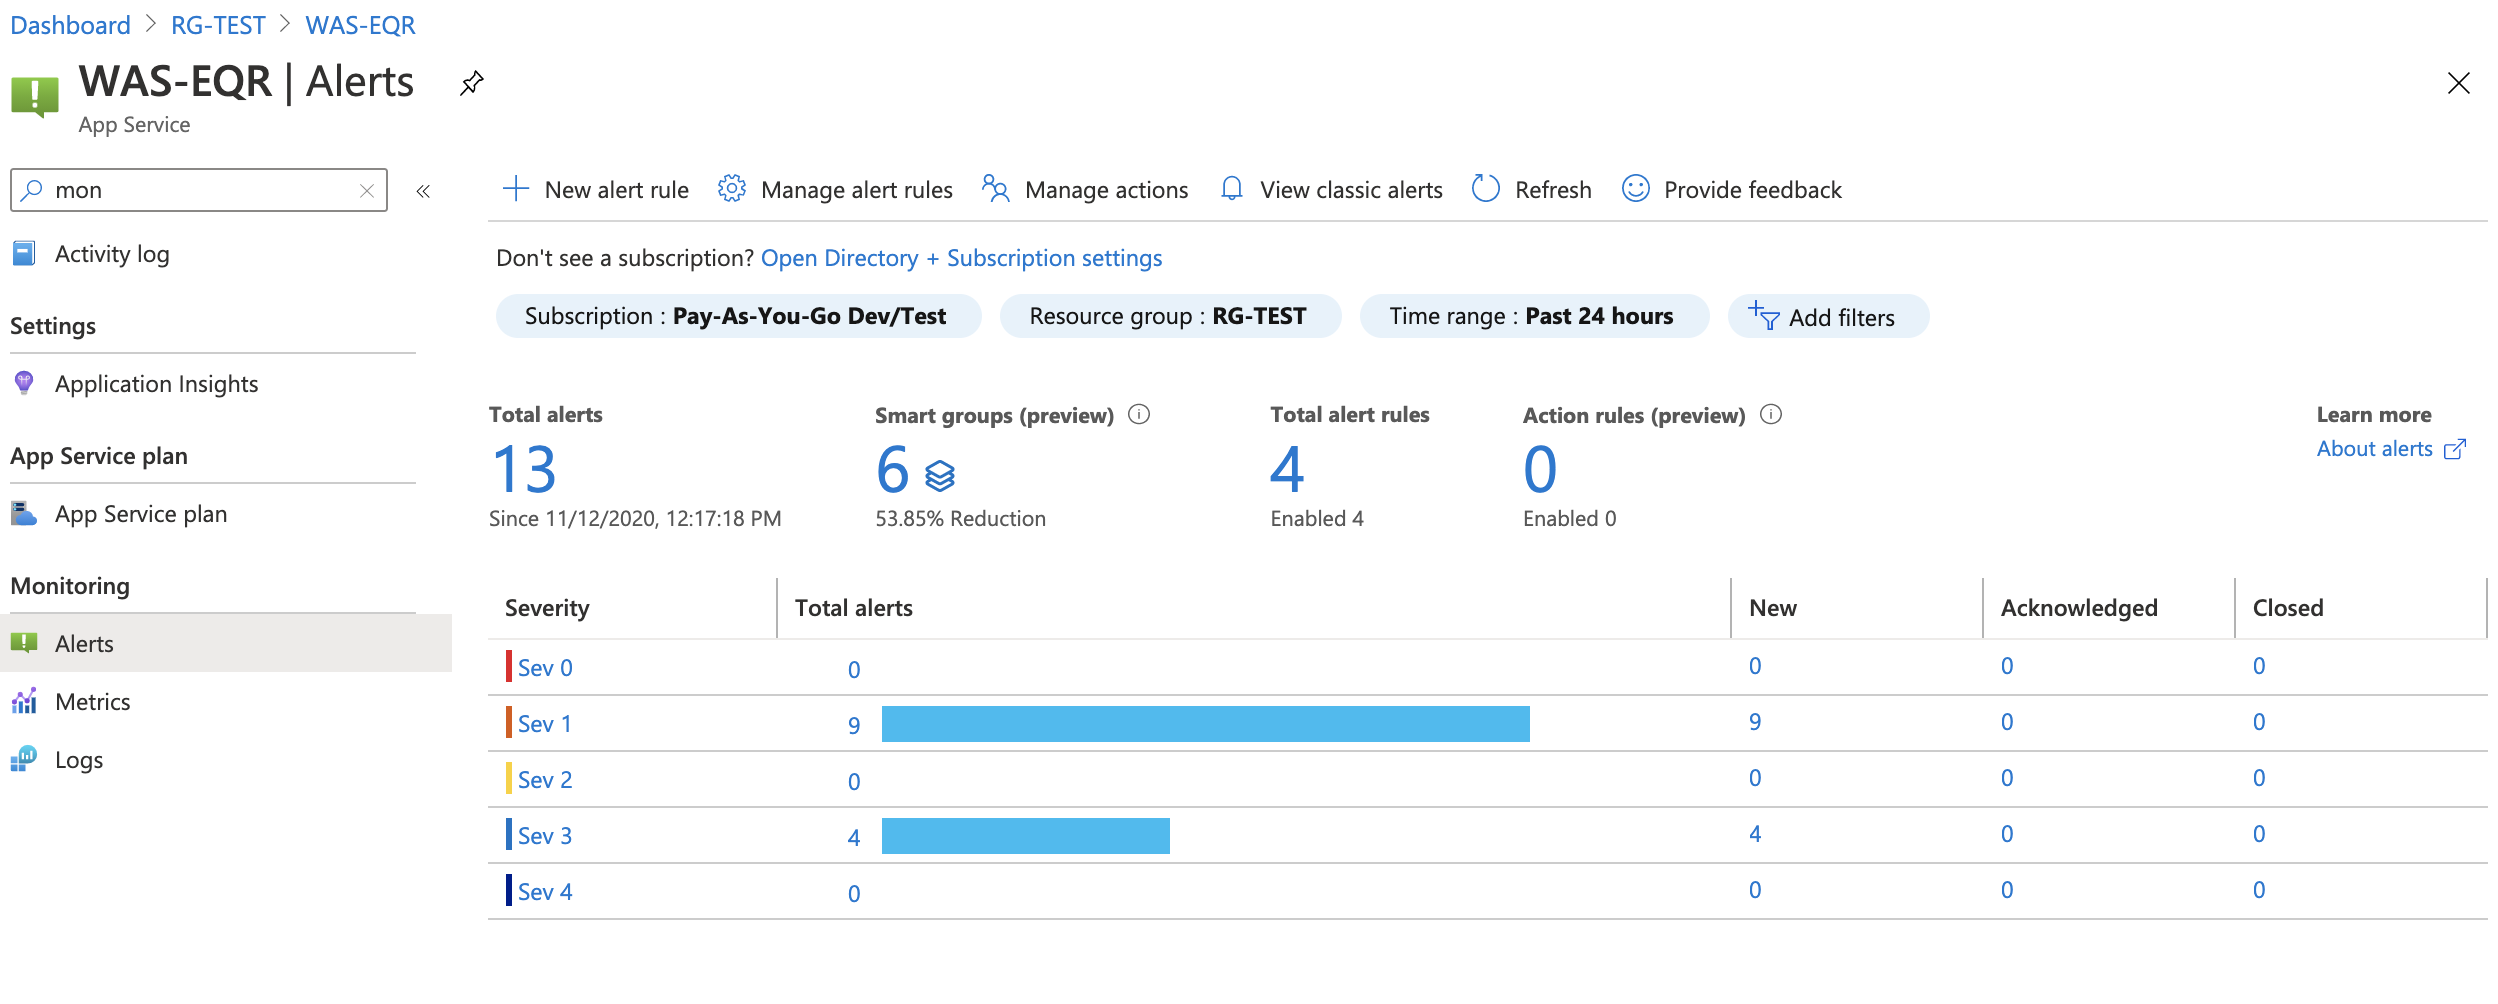 Dashboard > RG-TEST > WAS-EQR
WAS-EQR | Alerts
App Service
mon
«
Activity log
Settings
Application Insights
App Service plan
App Service plan
Monitoring
Alerts
Metrics
Logs
New alert rule Manage alert rules Manage actions View classic alerts Refresh Provide feedback
Don't see a subscription? Open Directory + Subscription settings
Subscription : Pay-As-You-Go Dev/Test Resource group : RG-TEST Time range : Past 24 hours Add filters
Total alerts Smart groups (preview) Total alert rules Action rules (preview) Learn more
13 6 4 0 About alerts
Since 11/12/2020, 12:17:18 PM 53.85% Reduction Enabled 4 Enabled 0
Severity Total alerts New Acknowledged Closed
Sev 0 0 0 0 0
Sev 1 9 9 0 0
Sev 2 0 0 0 0
Sev 3 4 4 0 0
Sev 4 0 0 0 0